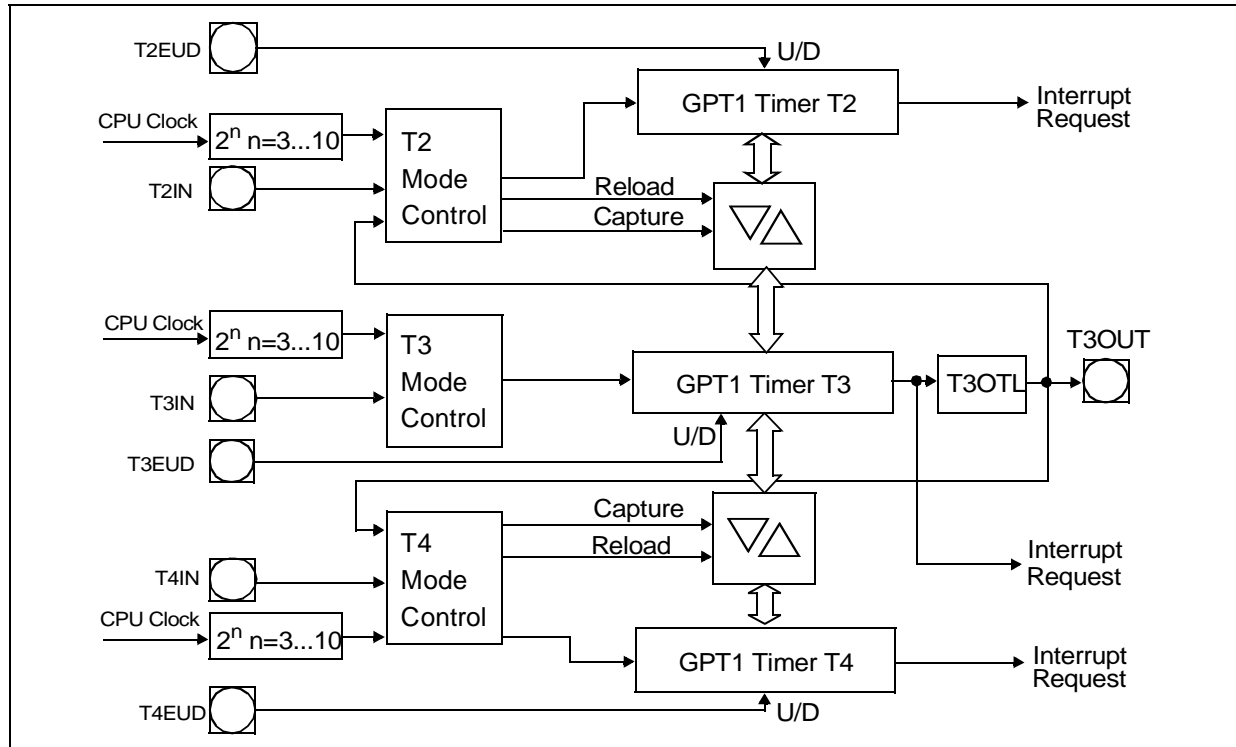 T2EUD
U/D
GPT1 Timer T2
Interrupt
Request
CPU Clock
2ⁿ n=3...10
T2
Mode
Control
T2IN
Reload
Capture
CPU Clock
2ⁿ n=3...10
T3
Mode
Control
T3IN
GPT1 Timer T3
T3OTL
T3OUT
U/D
T3EUD
T4
Mode
Control
Capture
Reload
T4IN
Interrupt
Request
CPU Clock
2ⁿ n=3...10
GPT1 Timer T4
Interrupt
Request
T4EUD
U/D